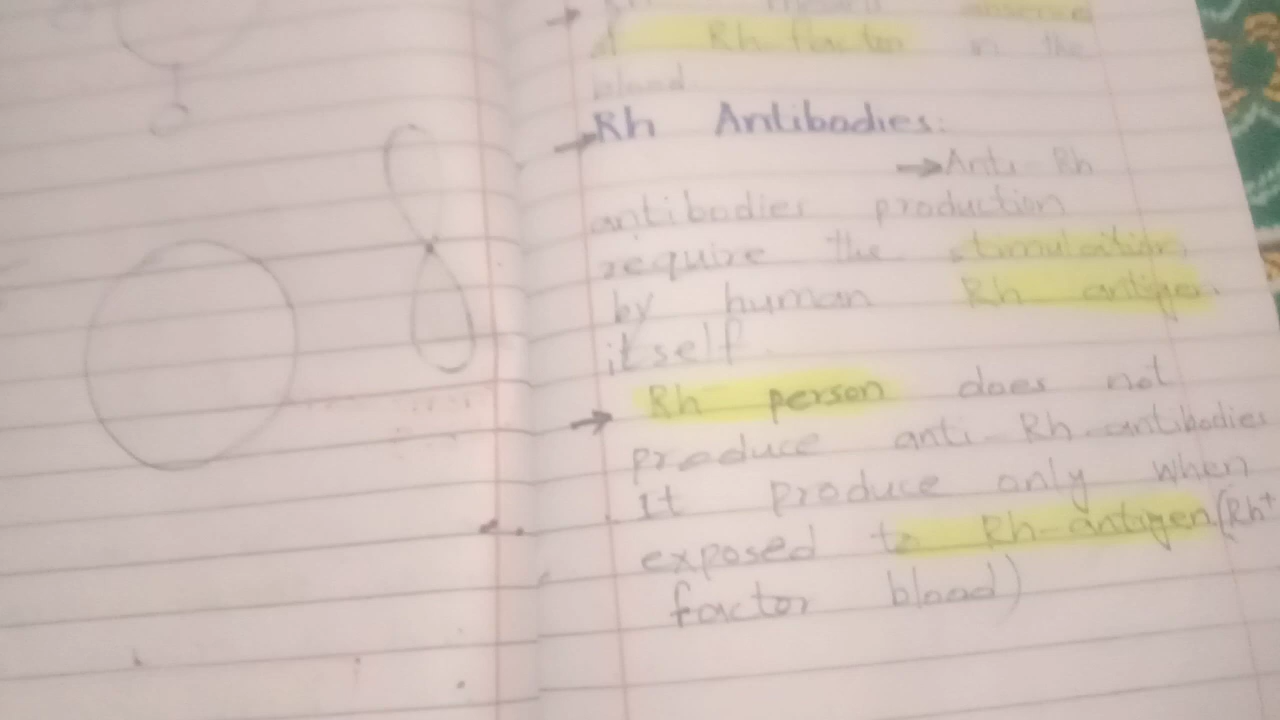 absence
of Rh factor in the
blood
Rh Antibodies:
→Anti-Rh
antibodies production
require the stimulation
by human Rh antigen
itself.
Rh person does not
produce anti-Rh-antibodies
It produce only when
exposed to Rh-antigen(Rh+
factor blood)